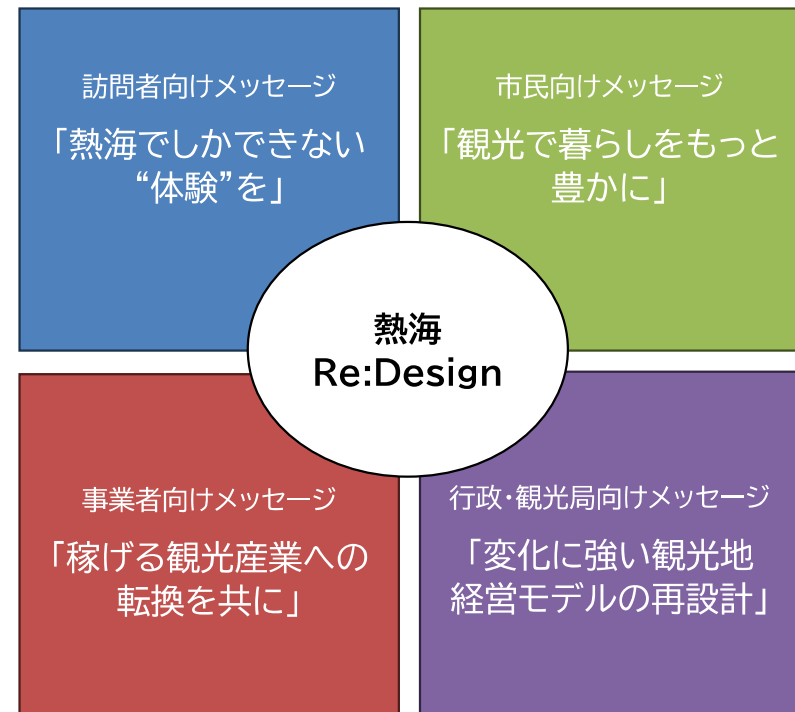 訪問者向けメッセージ
「熱海でしかできない
“体験”を」
市民向けメッセージ
「観光で暮らしをもっと
豊かに」
熱海
Re:Design
事業者向けメッセージ
「稼げる観光産業への
転換を共に」
行政・観光局向けメッセージ
「変化に強い観光地
経営モデルの再設計」